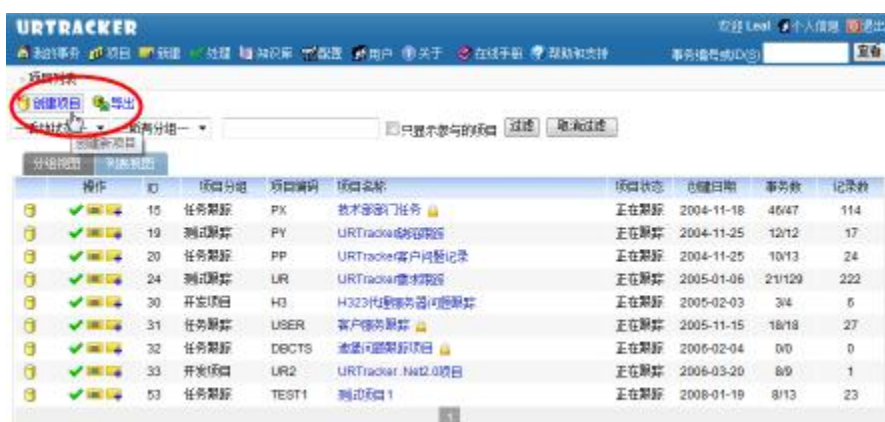 URTRACKER 欢迎 Leal 个人信息 退出
我的事务 项目 新建 处理 知识库 配置 用户 关于 在线手册 帮助和支持 事务编号或ID(S) 查看
项目列表
创建项目 导出
所有分组-- 只显示参与的项目 过滤 取消过滤
创建新项目
分组视图 列表视图
操作 ID 项目分组 项目编码 项目名称 项目状态 创建日期 事务数 记录数
15 任务跟踪 PX 技术部部门任务 正在跟踪 2004-11-18 46/47 114
19 测试跟踪 PY URTracker缺陷跟踪 正在跟踪 2004-11-25 12/12 17
20 任务跟踪 PP URTracker客户问题记录 正在跟踪 2004-11-25 10/13 24
24 测试跟踪 UR URTracker需求跟踪 正在跟踪 2005-01-06 21/129 222
30 开发项目 H3 H323代理服务器问题跟踪 正在跟踪 2005-02-03 3/4 6
31 任务跟踪 USER 客户服务跟踪 正在跟踪 2005-11-15 18/18 27
32 任务跟踪 DBCTS 问题跟踪项目 正在跟踪 2006-02-04 0/0 0
33 开发项目 UR2 URTracker .Net2.0项目 正在跟踪 2006-03-20 8/9 1
53 任务跟踪 TEST1 测试项目1 正在跟踪 2008-01-19 8/13 23
1